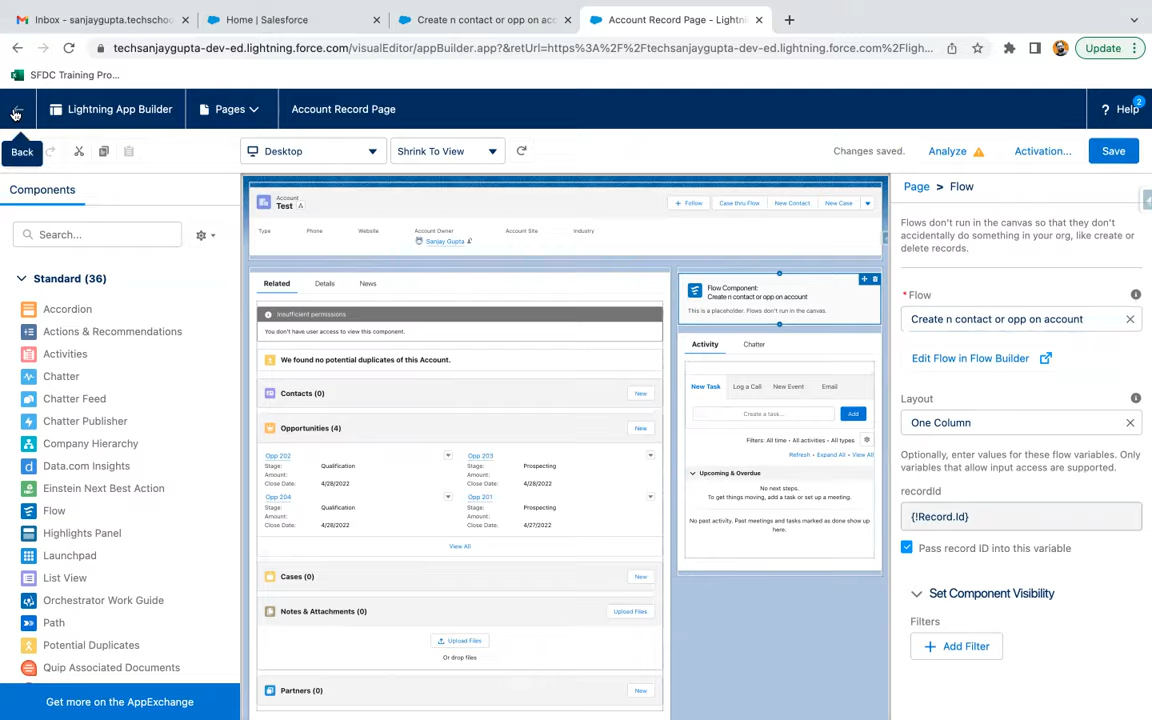 Inbox - sanjaygupta.techschoo
Home | Salesforce
Create n contact or opp on acc
Account Record Page - Lightni
techsanjaygupta-dev-ed.lightning.force.com/visualEditor/appBuilder.app?&retUrl=https%3A%2F%2Ftechsanjaygupta-dev-ed.lightning.force.com%2Fligh...
Update
SFDC Training Pro...
Lightning App Builder
Pages
Account Record Page
? Help
2
Back
Desktop
Shrink To View
Changes saved.
Analyze
Activation...
Save
Components
Search...
Standard (36)
Accordion
Actions & Recommendations
Activities
Chatter
Chatter Feed
Chatter Publisher
Company Hierarchy
Data.com Insights
Einstein Next Best Action
Flow
Highlights Panel
Launchpad
List View
Orchestrator Work Guide
Path
Potential Duplicates
Quip Associated Documents
Get more on the AppExchange
Account
Test
+ Follow
Case thru Flow
New Contact
New Case
Type
Phone
Website
Account Owner
Account Site
Industry
Sanjay Gupta
Related
Details
News
Insufficient permissions
You don't have user access to view this component.
We found no potential duplicates of this Account.
Contacts (0)
New
Opportunities (4)
New
Opp 202
Stage: Qualification
Amount:
Close Date: 4/28/2022
Opp 203
Stage: Prospecting
Amount:
Close Date: 4/28/2022
Opp 204
Stage: Qualification
Amount:
Close Date: 4/28/2022
Opp 201
Stage: Prospecting
Amount:
Close Date: 4/27/2022
View All
Cases (0)
New
Notes & Attachments (0)
Upload Files
Upload Files
Or drop files
Partners (0)
New
Flow Component:
Create n contact or opp on account
This is a placeholder. Flows don't run in the canvas.
Activity
Chatter
New Task
Log a Call
New Event
Email
Create a task...
Add
Filters: All time • All activities • All types
Refresh • Expand All • View All
Upcoming & Overdue
No next steps.
To get things moving, add a task or set up a meeting.
No past activity. Past meetings and tasks marked as done show up
here.
Page > Flow
Flows don't run in the canvas so that they don't
accidentally do something in your org, like create or
delete records.
* Flow
Create n contact or opp on account
Edit Flow in Flow Builder
Layout
One Column
Optionally, enter values for these flow variables. Only
variables that allow input access are supported.
recordId
{!Record.Id}
Pass record ID into this variable
Set Component Visibility
Filters
+ Add Filter